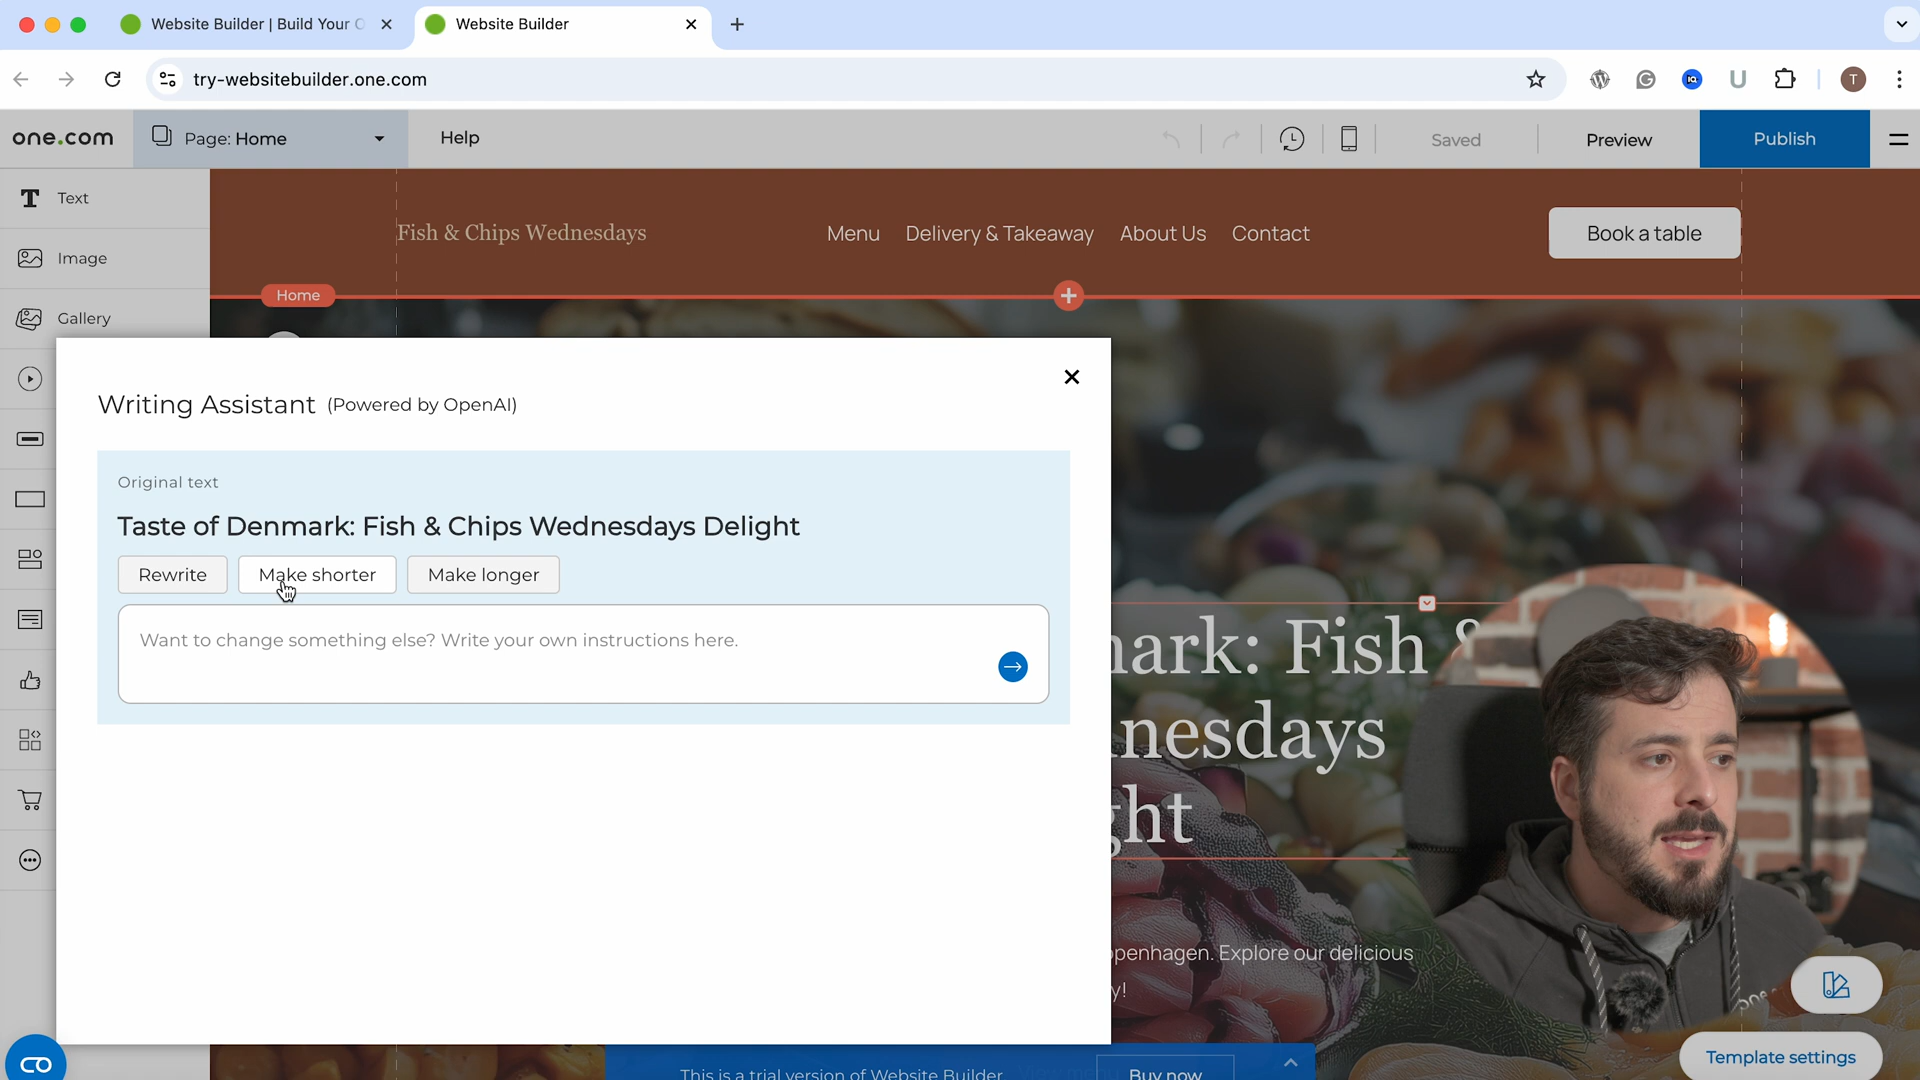 Website Builder | Build Your O
Website Builder
try-websitebuilder.one.com
T
one.com
Page: Home
Help
Saved
Preview
Publish
Text
Image
Gallery
Fish & Chips Wednesdays
Menu
Delivery & Takeaway
About Us
Contact
Book a table
Home
Writing Assistant (Powered by OpenAI)
Original text
Taste of Denmark: Fish & Chips Wednesdays Delight
Rewrite
Make shorter
Make longer
Want to change something else? Write your own instructions here.
mark: Fish &
nesdays
ght
openhagen. Explore our delicious
y!
one.
Template settings
This is a trial version of Website Builder.
Buy now